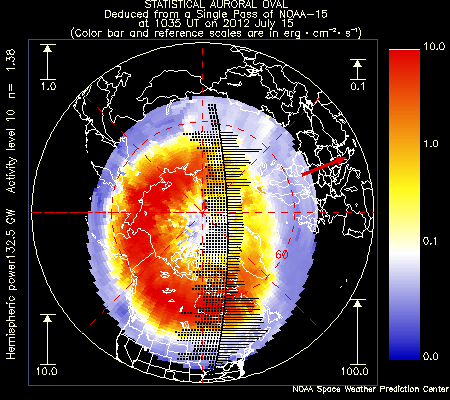 STATISTICAL AURORAL OVAL
Deduced from a Single Pass of NOAA-15
at 1035 UT on 2012 July 15
(Color bar and reference scales are in erg·cm⁻²·s⁻¹)
Hemispheric power132.5 GW Activity level 10 n= 1.38
1.0
0.1
10.0
1.0
0.1
0.0
60
10.0
100.0
NOAA Space Weather Prediction Center